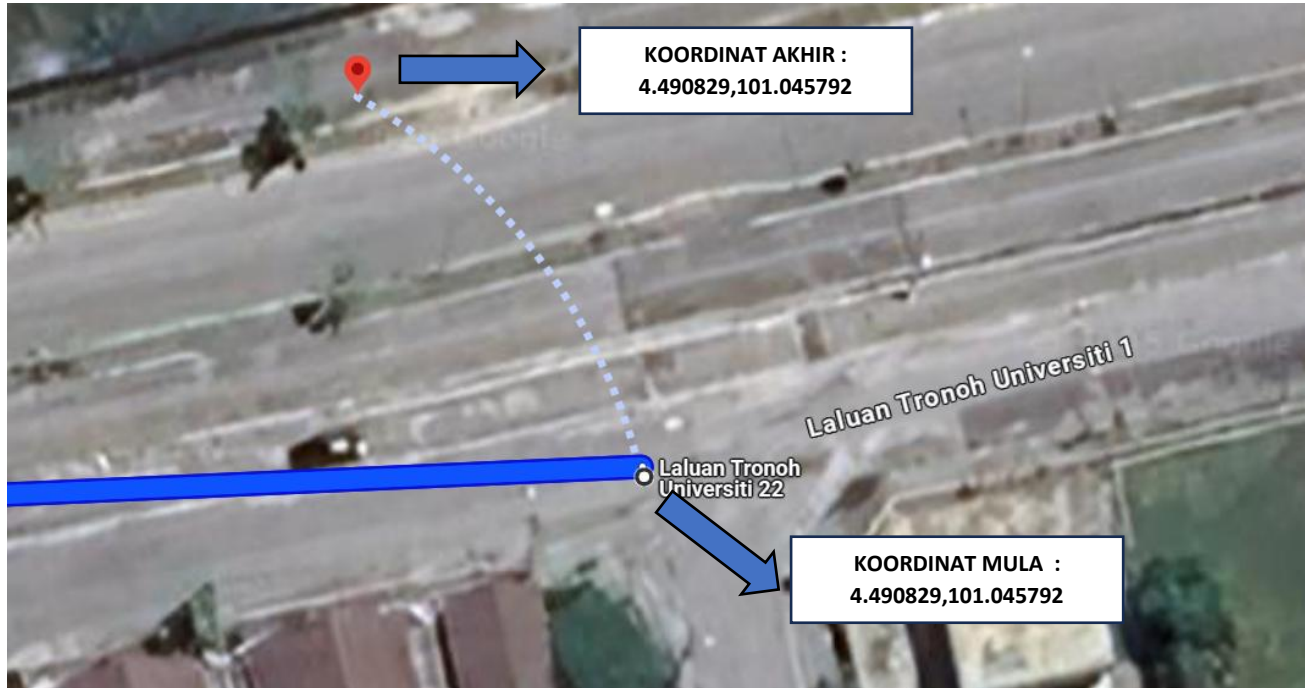 KOORDINAT AKHIR :
4.490829,101.045792
Laluan Tronoh Universiti 1
Laluan Tronoh
Universiti 22
KOORDINAT MULA :
4.490829,101.045792